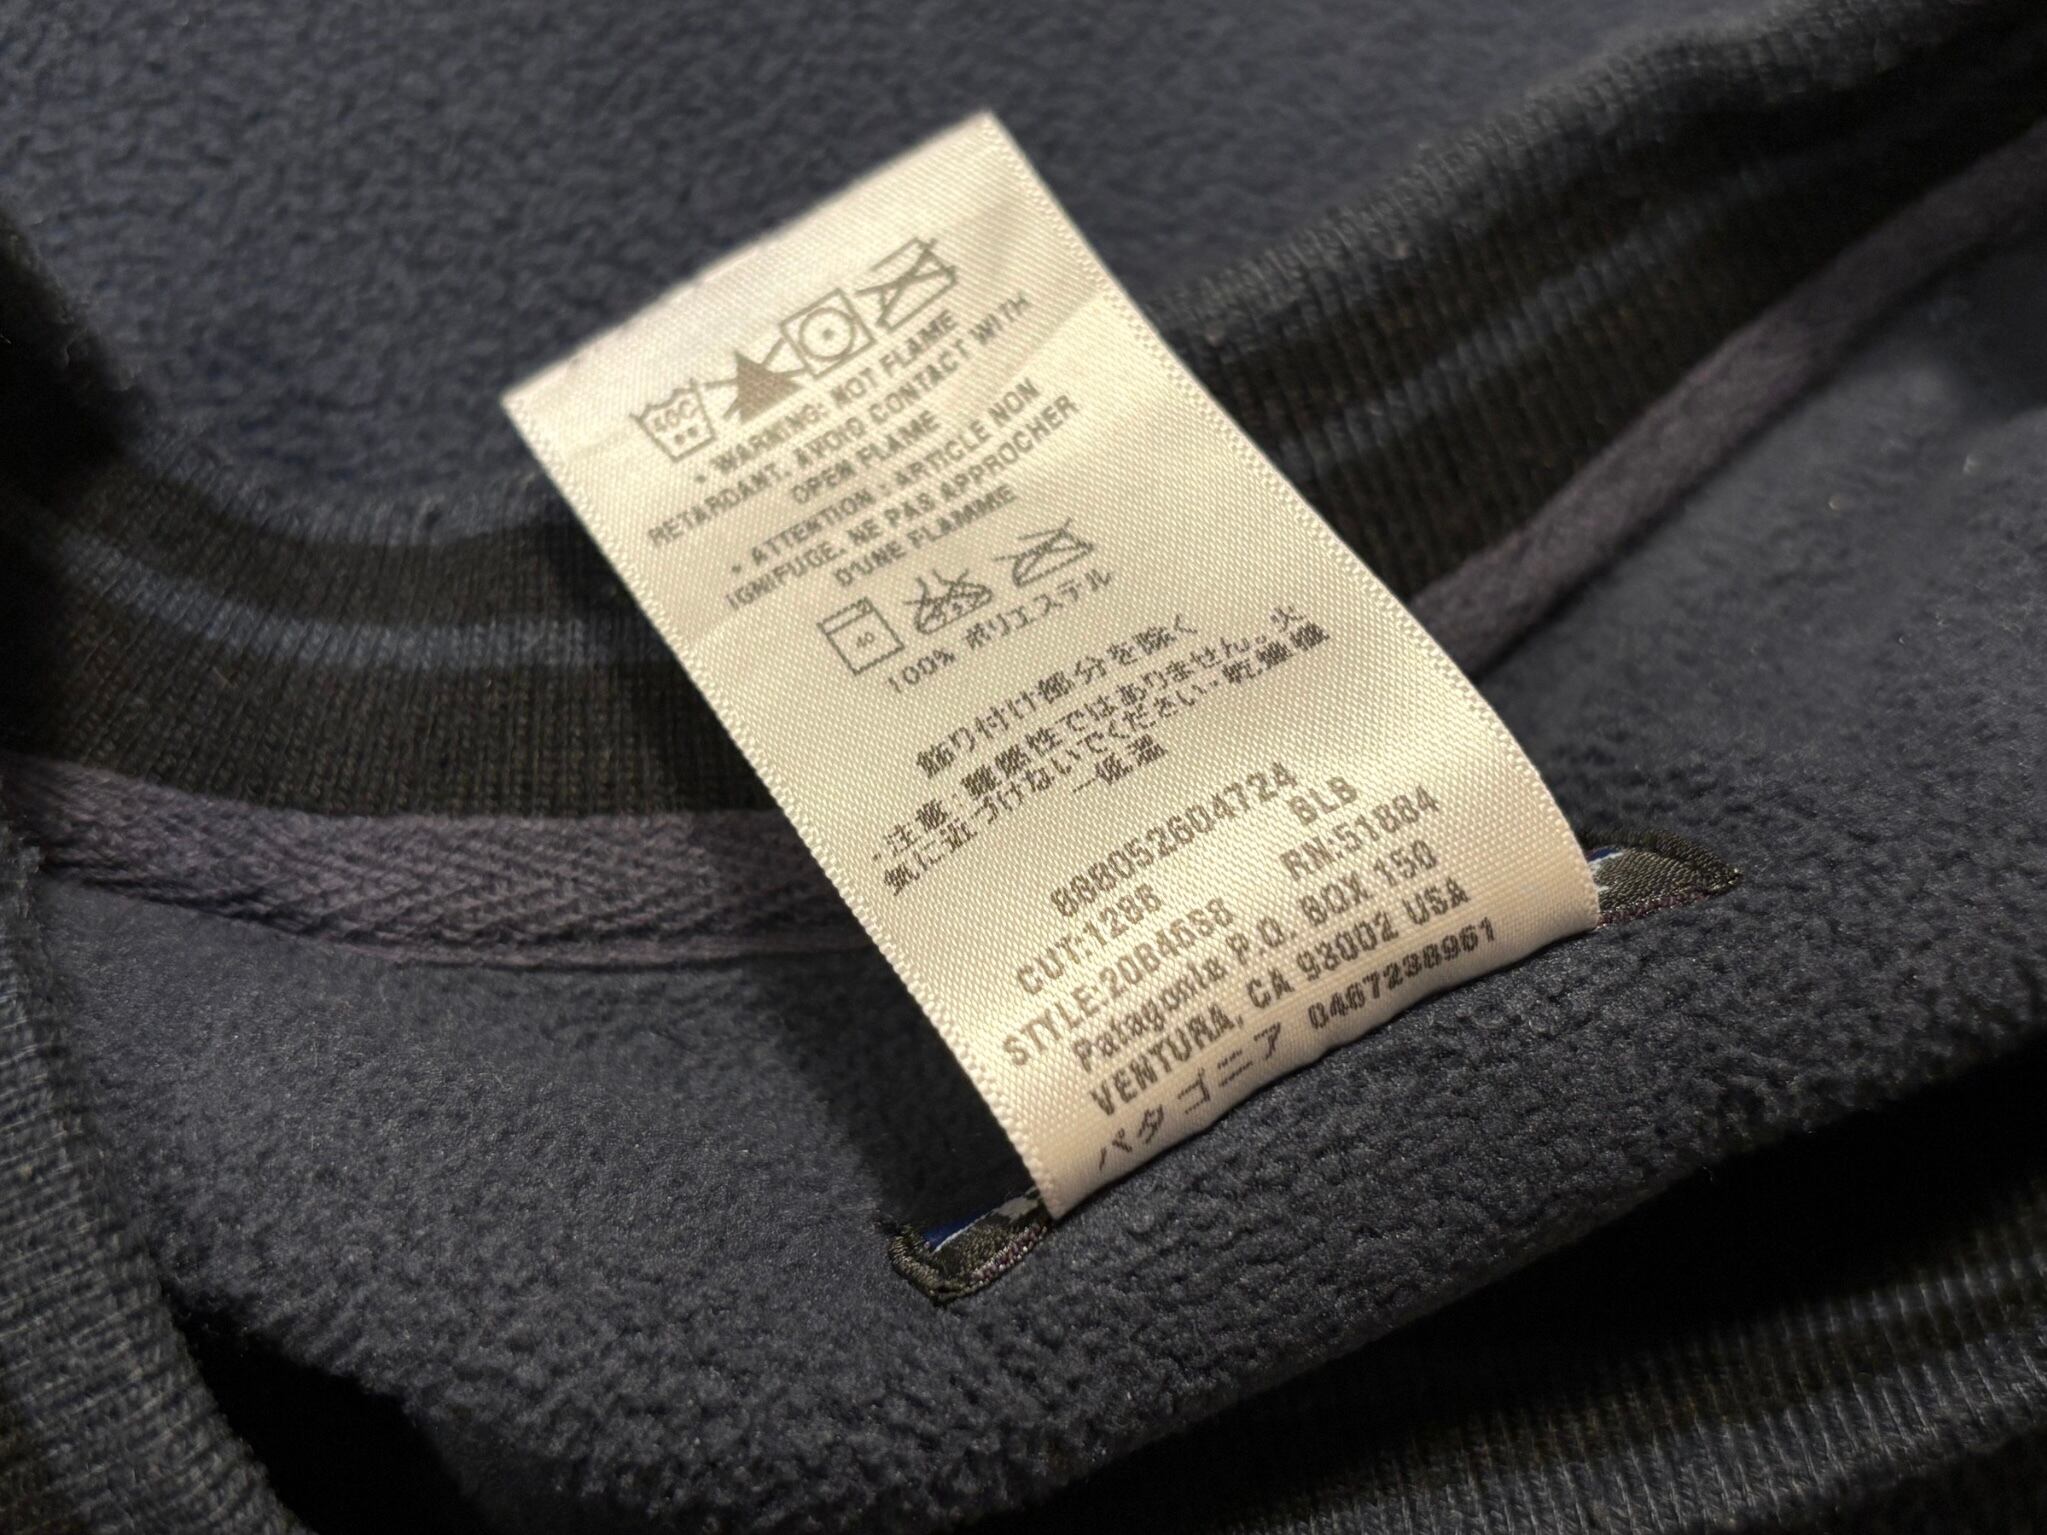 40C
• WARNING: NOT FLAME
RETARDANT. AVOID CONTACT WITH
OPEN FLAME
• ATTENTION : ARTICLE NON
IGNIFUGE. NE PAS APPROCHER
D'UNE FLAMME
40
100% ポリエステル
飾り付け部分を除く
・注意：難燃性ではありません。火
気に近づけないでください・乾燥機
－低温
888052604724
CUT:1286 BLB
STYLE:20846S8 RN:51884
Patagonia P.O. BOX 150
VENTURA, CA 93002 USA
パタゴニア 0467238961